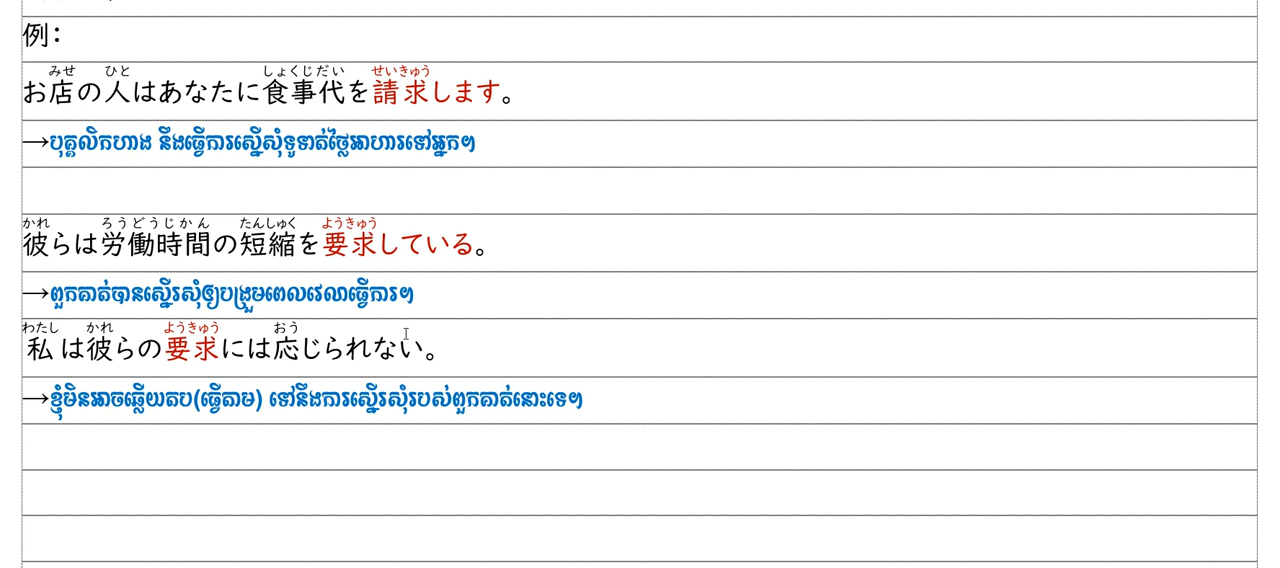 例：
お店の人はあなたに食事代を請求します。
みせ ひと しょくじだい せいきゅう
→បុគ្គលិកហាង នឹងធ្វើការស្នើសុំទូទាត់ថ្លៃអាហារទៅអ្នក។
かれ ろうどうじかん たんしゅく ようきゅう
彼らは労働時間の短縮を要求している。
→ពួកគាត់បានស្នើរសុំឲ្យបង្រួមពេលវេលាធ្វើការ។
わたし かれ ようきゅう おう
私は彼らの要求には応じられない。
→ខ្ញុំមិនអាចឆ្លើយតប(ធ្វើតាម) ទៅនឹងការស្នើរសុំរបស់ពួកគាត់នោះទេ។